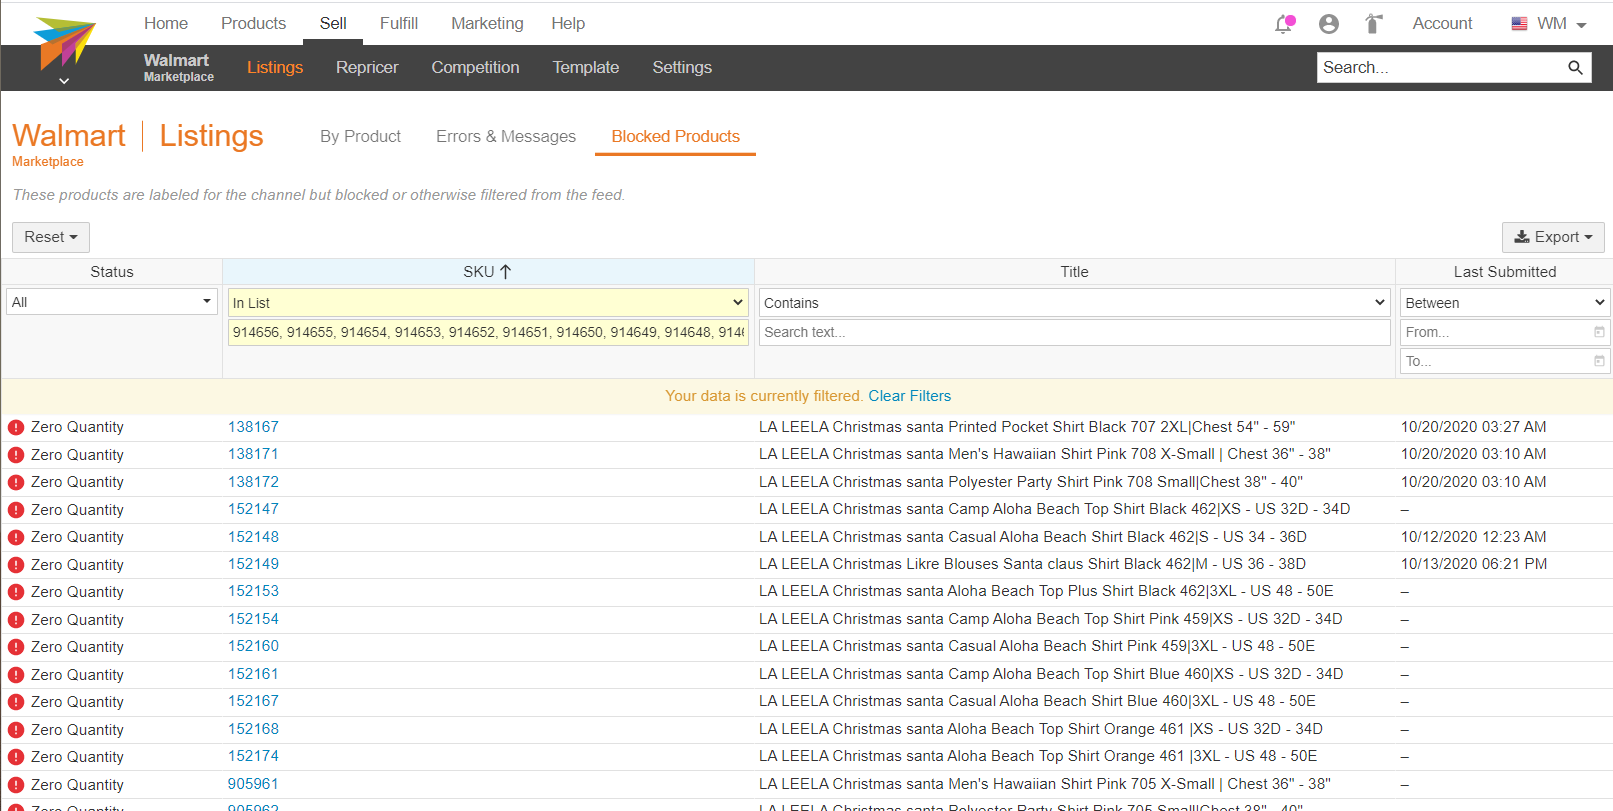 Home Products Sell Fulfill Marketing Help Account WM
Walmart
Marketplace
Listings Repricer Competition Template Settings Search...
Walmart | Listings By Product Errors & Messages Blocked Products
Marketplace
These products are labeled for the channel but blocked or otherwise filtered from the feed.
Reset Export
Status SKU Title Last Submitted
All In List Contains Between
914656, 914655, 914654, 914653, 914652, 914651, 914650, 914649, 914648, 9146 Search text... From...
To...
Your data is currently filtered. Clear Filters
Zero Quantity 138167 LA LEELA Christmas santa Printed Pocket Shirt Black 707 2XL|Chest 54" - 59" 10/20/2020 03:27 AM
Zero Quantity 138171 LA LEELA Christmas santa Men's Hawaiian Shirt Pink 708 X-Small | Chest 36" - 38" 10/20/2020 03:10 AM
Zero Quantity 138172 LA LEELA Christmas santa Polyester Party Shirt Pink 708 Small|Chest 38" - 40" 10/20/2020 03:10 AM
Zero Quantity 152147 LA LEELA Christmas santa Camp Aloha Beach Top Shirt Black 462|XS - US 32D - 34D –
Zero Quantity 152148 LA LEELA Christmas santa Casual Aloha Beach Shirt Black 462|S - US 34 - 36D 10/12/2020 12:23 AM
Zero Quantity 152149 LA LEELA Christmas Likre Blouses Santa claus Shirt Black 462|M - US 36 - 38D 10/13/2020 06:21 PM
Zero Quantity 152153 LA LEELA Christmas santa Aloha Beach Top Plus Shirt Black 462|3XL - US 48 - 50E –
Zero Quantity 152154 LA LEELA Christmas santa Camp Aloha Beach Top Shirt Pink 459|XS - US 32D - 34D –
Zero Quantity 152160 LA LEELA Christmas santa Casual Aloha Beach Shirt Pink 459|3XL - US 48 - 50E –
Zero Quantity 152161 LA LEELA Christmas santa Camp Aloha Beach Top Shirt Blue 460|XS - US 32D - 34D –
Zero Quantity 152167 LA LEELA Christmas santa Casual Aloha Beach Shirt Blue 460|3XL - US 48 - 50E –
Zero Quantity 152168 LA LEELA Christmas santa Aloha Beach Top Shirt Orange 461 |XS - US 32D - 34D –
Zero Quantity 152174 LA LEELA Christmas santa Aloha Beach Top Shirt Orange 461 |3XL - US 48 - 50E –
Zero Quantity 905961 LA LEELA Christmas santa Men's Hawaiian Shirt Pink 705 X-Small | Chest 36" - 38" –
Zero Quantity 905962 LA LEELA Christmas santa Polyester Party Shirt Pink 705 Small|Chest 38" - 40" –